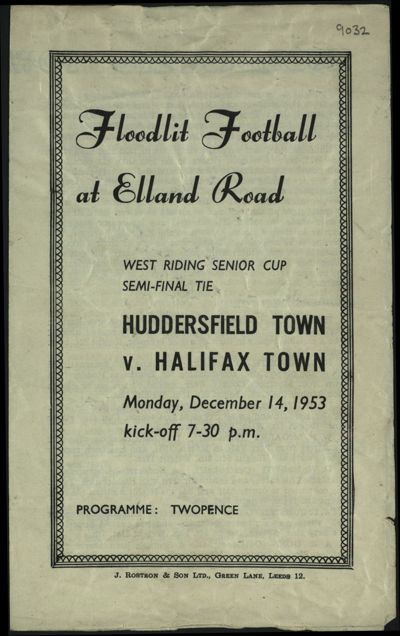 9032
Floodlit Football
at Elland Road
WEST RIDING SENIOR CUP
SEMI-FINAL TIE
HUDDERSFIELD TOWN
v. HALIFAX TOWN
Monday, December 14, 1953
kick-off 7-30 p.m.
PROGRAMME: TWOPENCE
J. Rostron & Son Ltd., Green Lane, Leeds 12.